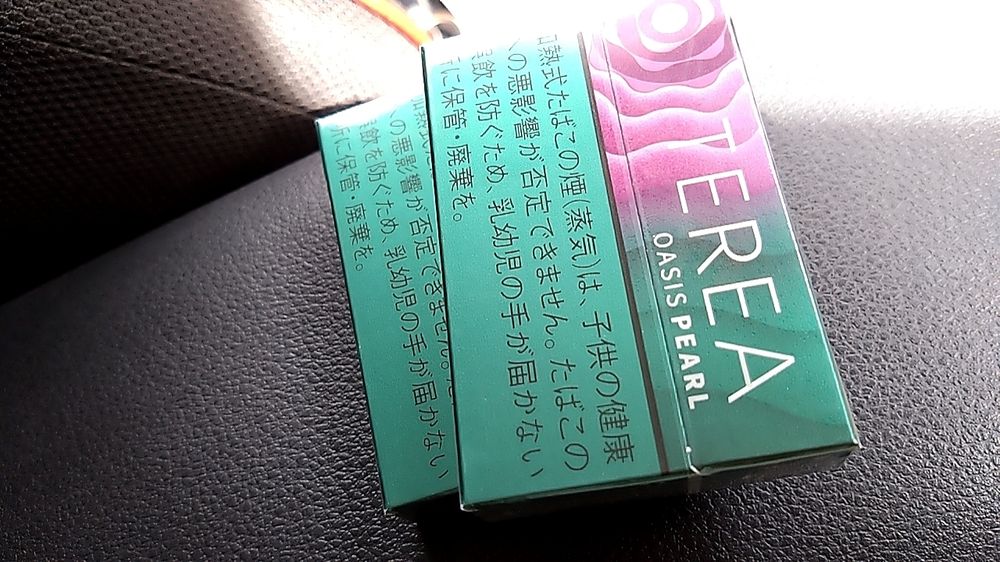 TEREA
OASIS PEARL
加熱式たばこの煙(蒸気)は、子供の健康
への悪影響が否定できません。たばこの
誤飲を防ぐため、乳幼児の手が届かない
所に保管・廃棄を。
の悪影響が否定できません。
誤飲を防ぐため、乳幼児の手が届かない
所に保管・廃棄を。